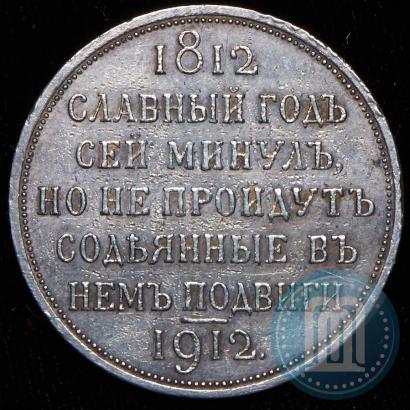 1812
СЛАВНЫЙ ГОДЪ
СЕЙ МИНУЛЪ,
НО НЕ ПРОЙДУТЪ
СОДѢЯННЫЕ ВЪ
НЕМЪ ПОДВИГИ
1912.